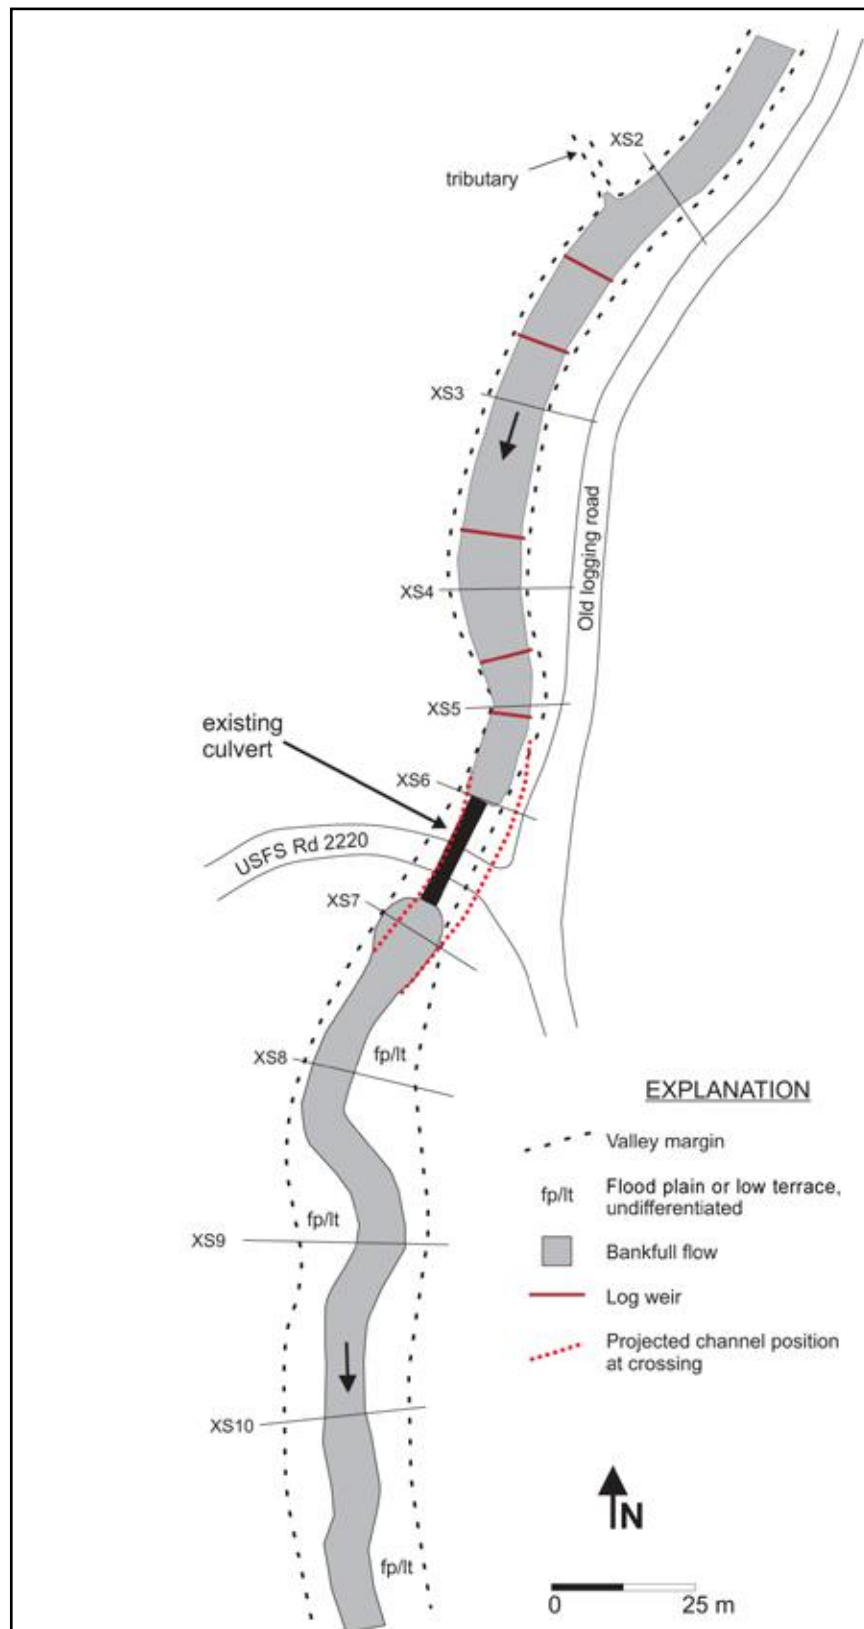 XS2
tributary
XS3
Old logging road
XS4
XS5
existing
culvert
XS6
USFS Rd 2220
XS7
XS8
fp/lt
EXPLANATION
Valley margin
fp/lt
Flood plain or low terrace,
undifferentiated
fp/lt
XS9
Bankfull flow
Log weir
Projected channel position
at crossing
XS10
N
fp/lt
0
25 m